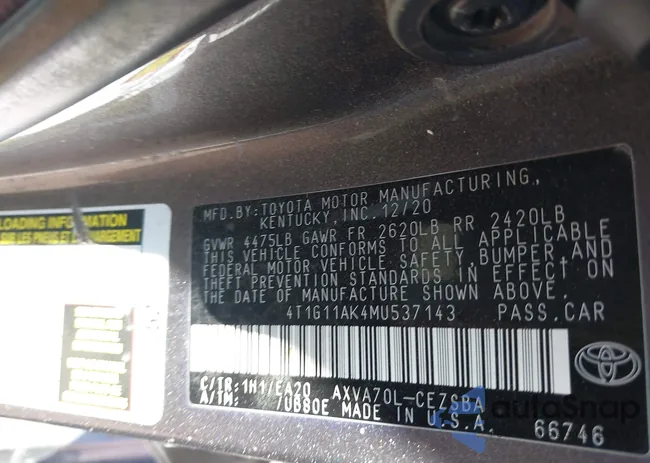 LOADING INFORMATION
MFD.BY:TOYOTA MOTOR MANUFACTURING.,
KENTUCKY, INC. 12/20
GVWR 4475LB GAWR FR 2620LB RR 2420LB
THIS VEHICLE CONFORMS TO ALL APPLICABLE
FEDERAL MOTOR VEHICLE SAFETY, BUMPER, AND
THEFT PREVENTION STANDARDS IN EFFECT ON
THE DATE OF MANUFACTURE SHOWN ABOVE.
4T1G11AK4MU537143 PASS.CAR
C/TR: 1H1/EA20 AXVA70L-CEZSBA
A/TM: /UB80E MADE IN U.S.A.
66746
AutoSnap